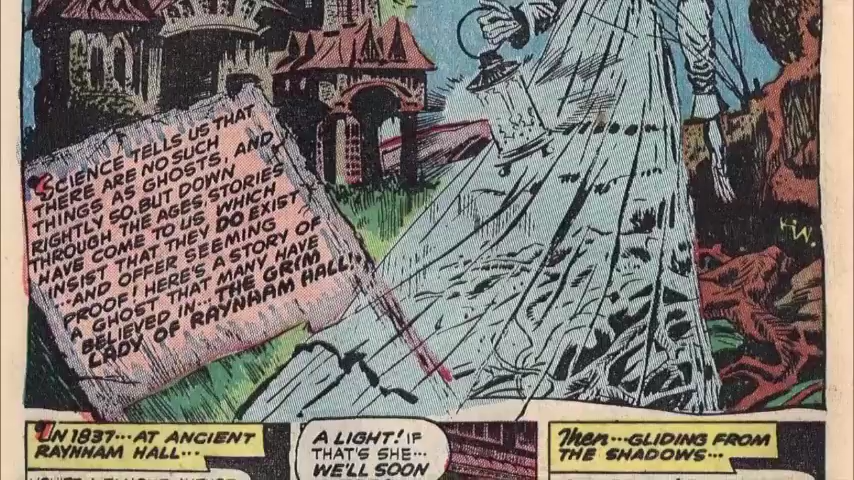 SCIENCE TELLS US THAT
THERE ARE NO SUCH
THINGS AS GHOSTS, AND
RIGHTLY SO. BUT DOWN
THROUGH THE AGES, STORIES
HAVE COME TO US WHICH
INSIST THAT THEY DO EXIST
...AND OFFER SEEMING
PROOF! HERE'S A STORY OF
A GHOST THAT MANY HAVE
BELIEVED IN... THE GRIM
LADY OF RAYNHAM HALL!
H.W.
IN 1837... AT ANCIENT
RAYNHAM HALL...
A LIGHT! IF
THAT'S SHE...
WE'LL SOON
Then... GLIDING FROM
THE SHADOWS...